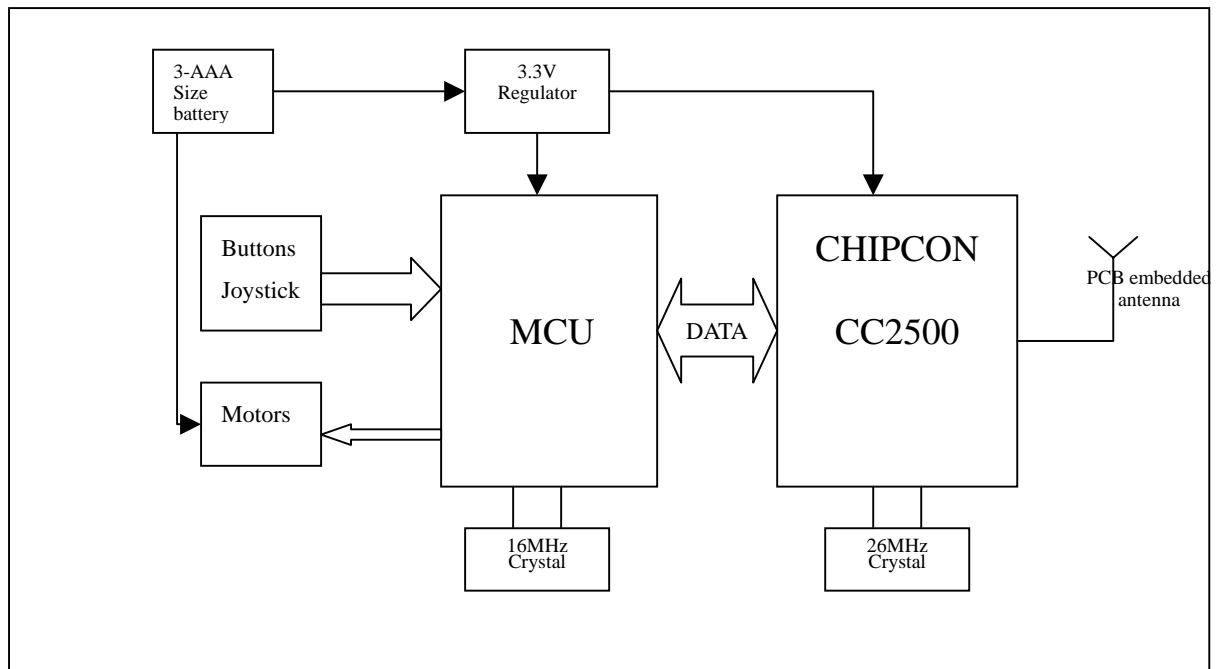 3-AAA
Size
battery
3.3V
Regulator
Buttons
Joystick
MCU
DATA
CHIPCON
CC2500
PCB embedded
antenna
Motors
16MHz
Crystal
26MHz
Crystal